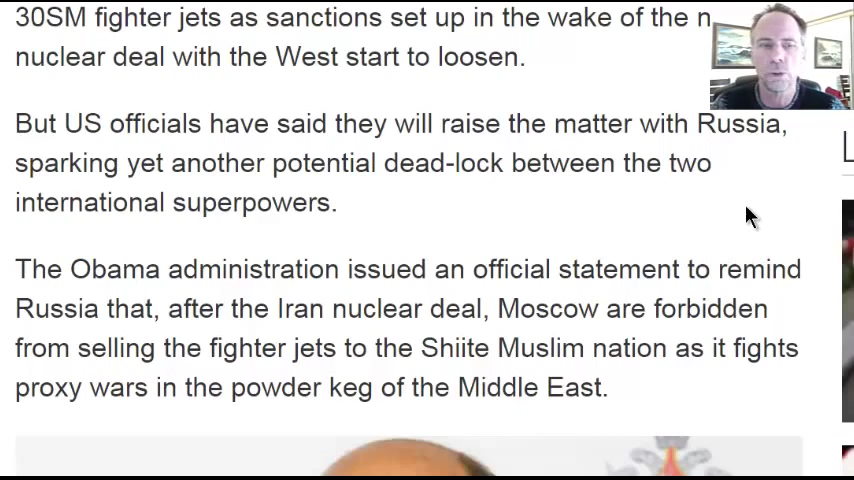 30SM fighter jets as sanctions set up in the wake of the n
nuclear deal with the West start to loosen.
But US officials have said they will raise the matter with Russia,
sparking yet another potential dead-lock between the two
international superpowers.
The Obama administration issued an official statement to remind
Russia that, after the Iran nuclear deal, Moscow are forbidden
from selling the fighter jets to the Shiite Muslim nation as it fights
proxy wars in the powder keg of the Middle East.
L